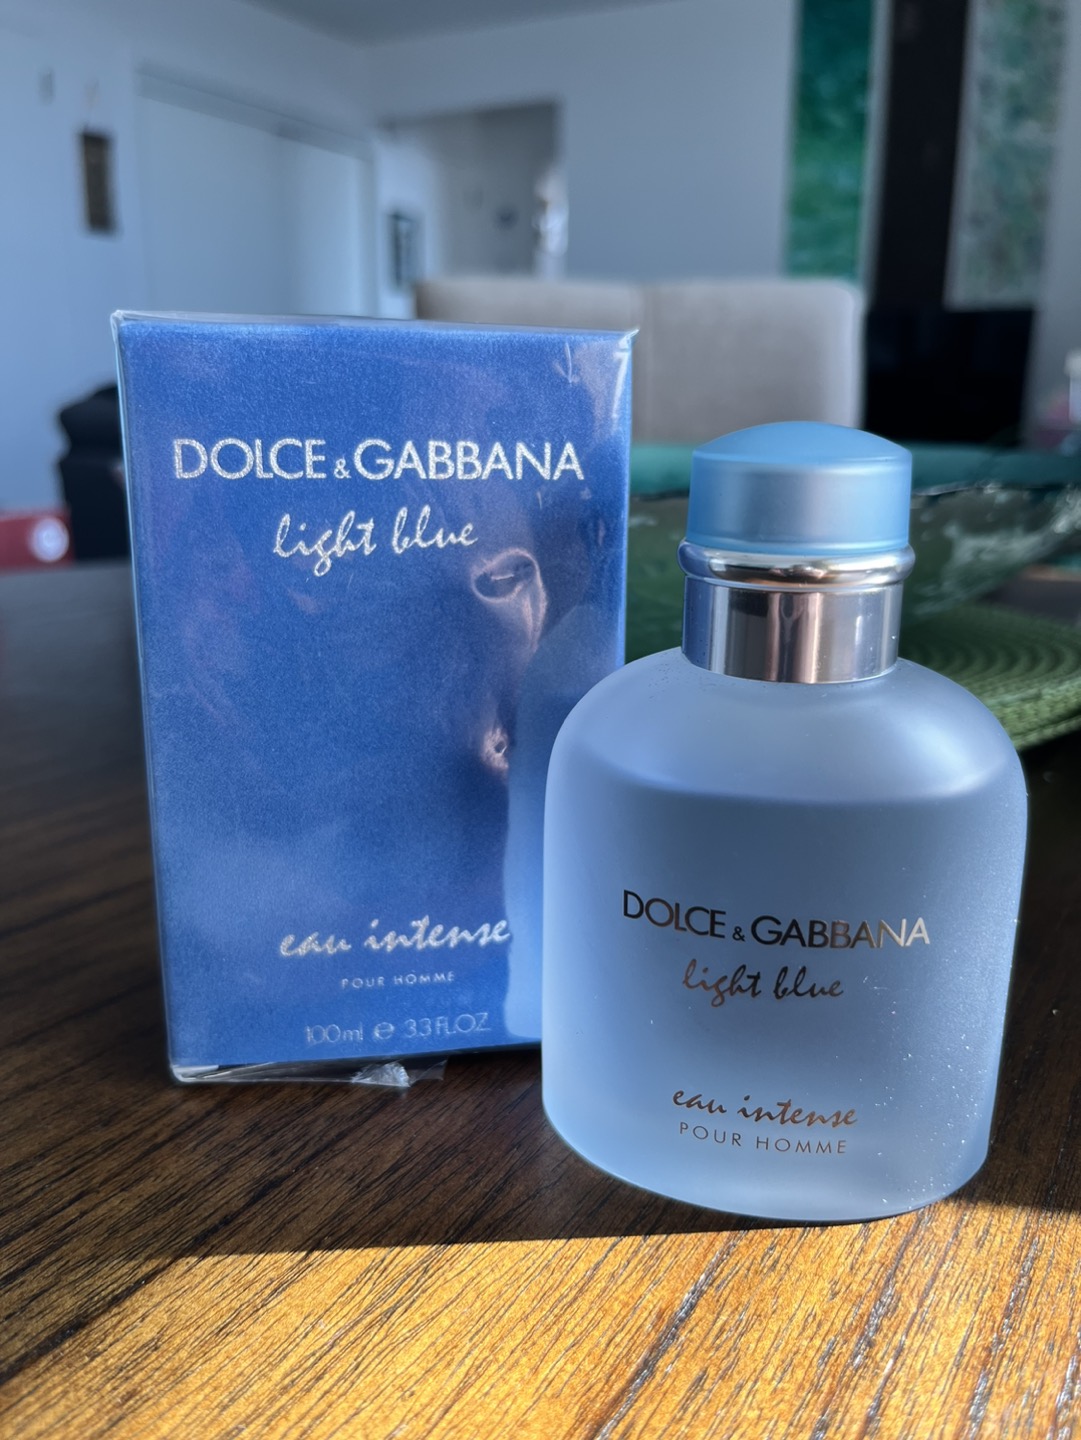 DOLCE & GABBANA
light blue
eau intense
POUR HOMME
100ml ℮ 3.3 FL.OZ
DOLCE & GABBANA
light blue
eau intense
POUR HOMME